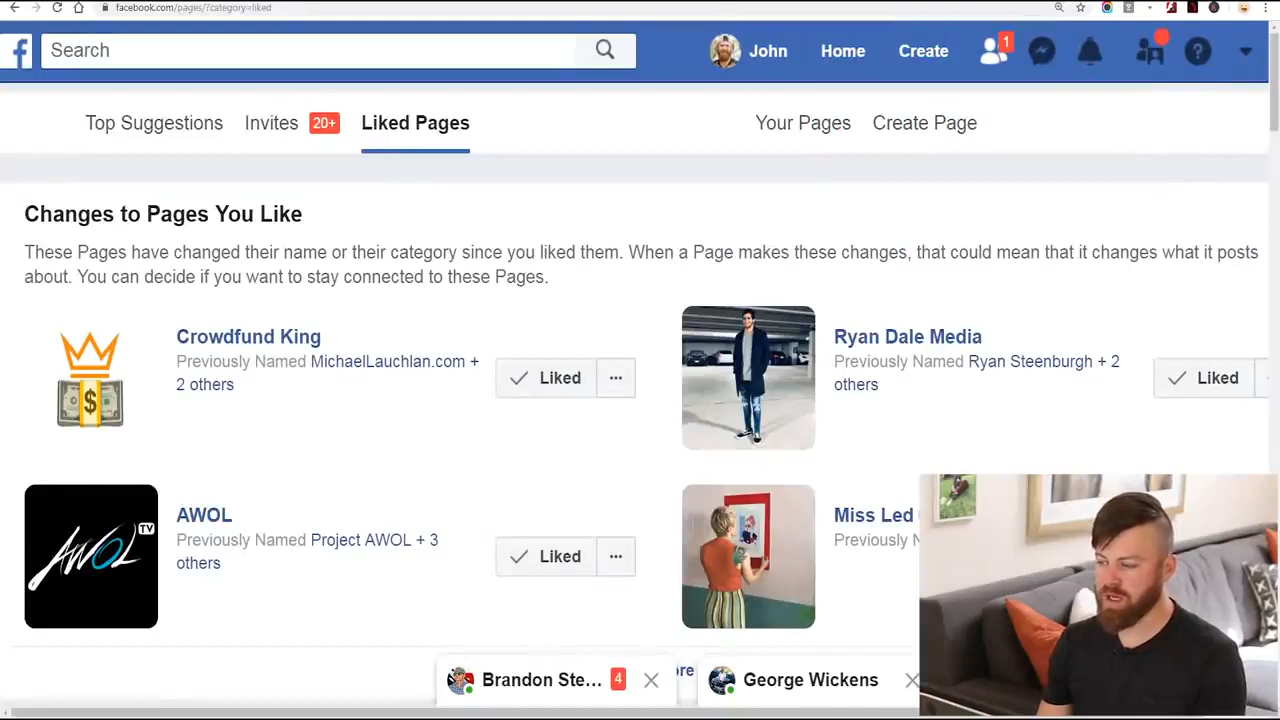 facebook.com/pages/?category=liked
Search
John
Home
Create
1
Top Suggestions
Invites
20+
Liked Pages
Your Pages
Create Page
Changes to Pages You Like
These Pages have changed their name or their category since you liked them. When a Page makes these changes, that could mean that it changes what it posts
about. You can decide if you want to stay connected to these Pages.
Crowdfund King
Previously Named MichaelLauchlan.com +
2 others
Liked
Ryan Dale Media
Previously Named Ryan Steenburgh + 2
others
Liked
AWOL TV
AWOL
Previously Named Project AWOL + 3
others
Liked
Miss Led
Previously
Brandon Ste...
4
George Wickens